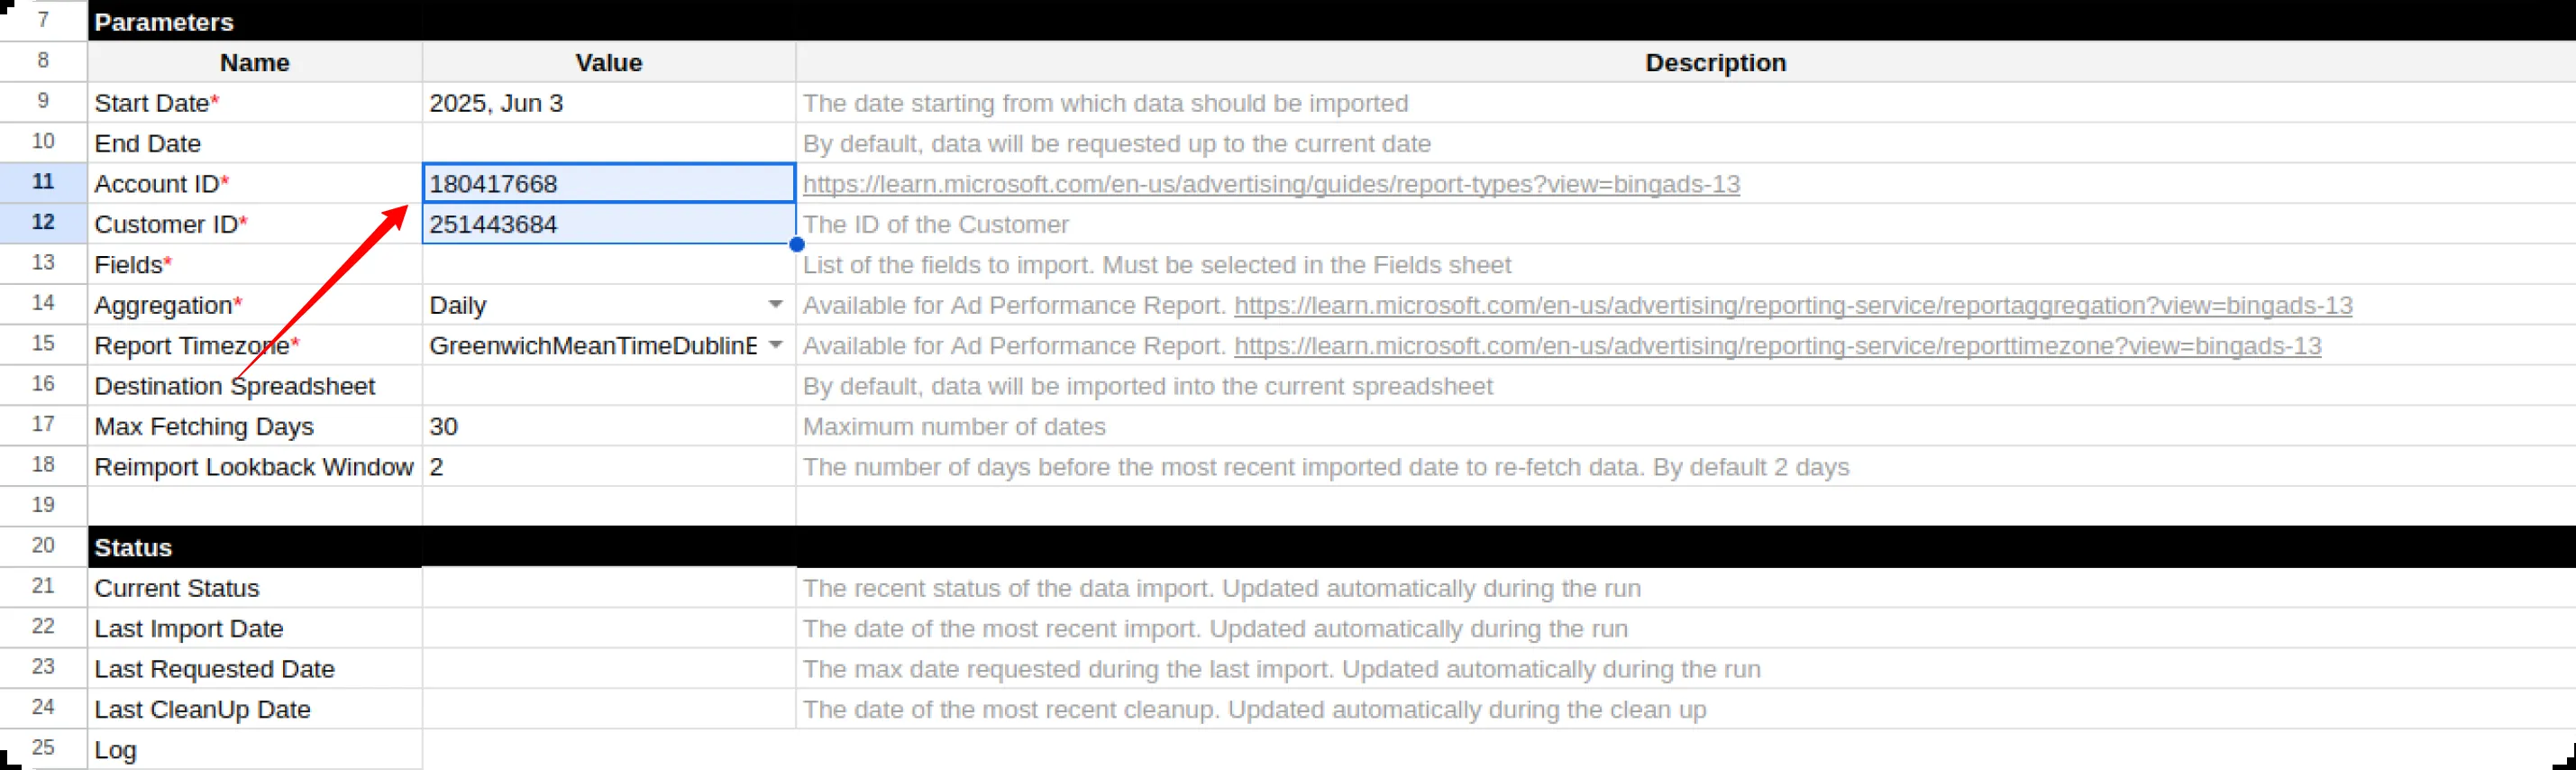 7 Parameters
8 Name Value Description
9 Start Date* 2025, Jun 3 The date starting from which data should be imported
10 End Date By default, data will be requested up to the current date
11 Account ID* 180417668 https://learn.microsoft.com/en-us/advertising/guides/report-types?view=bingads-13
12 Customer ID* 251443684 The ID of the Customer
13 Fields* List of the fields to import. Must be selected in the Fields sheet
14 Aggregation* Daily Available for Ad Performance Report. https://learn.microsoft.com/en-us/advertising/reporting-service/reportaggregation?view=bingads-13
15 Report Timezone* GreenwichMeanTimeDublinE Available for Ad Performance Report. https://learn.microsoft.com/en-us/advertising/reporting-service/reporttimezone?view=bingads-13
16 Destination Spreadsheet By default, data will be imported into the current spreadsheet
17 Max Fetching Days 30 Maximum number of dates
18 Reimport Lookback Window 2 The number of days before the most recent imported date to re-fetch data. By default 2 days
19
20 Status
21 Current Status The recent status of the data import. Updated automatically during the run
22 Last Import Date The date of the most recent import. Updated automatically during the run
23 Last Requested Date The max date requested during the last import. Updated automatically during the run
24 Last CleanUp Date The date of the most recent cleanup. Updated automatically during the clean up
25 Log